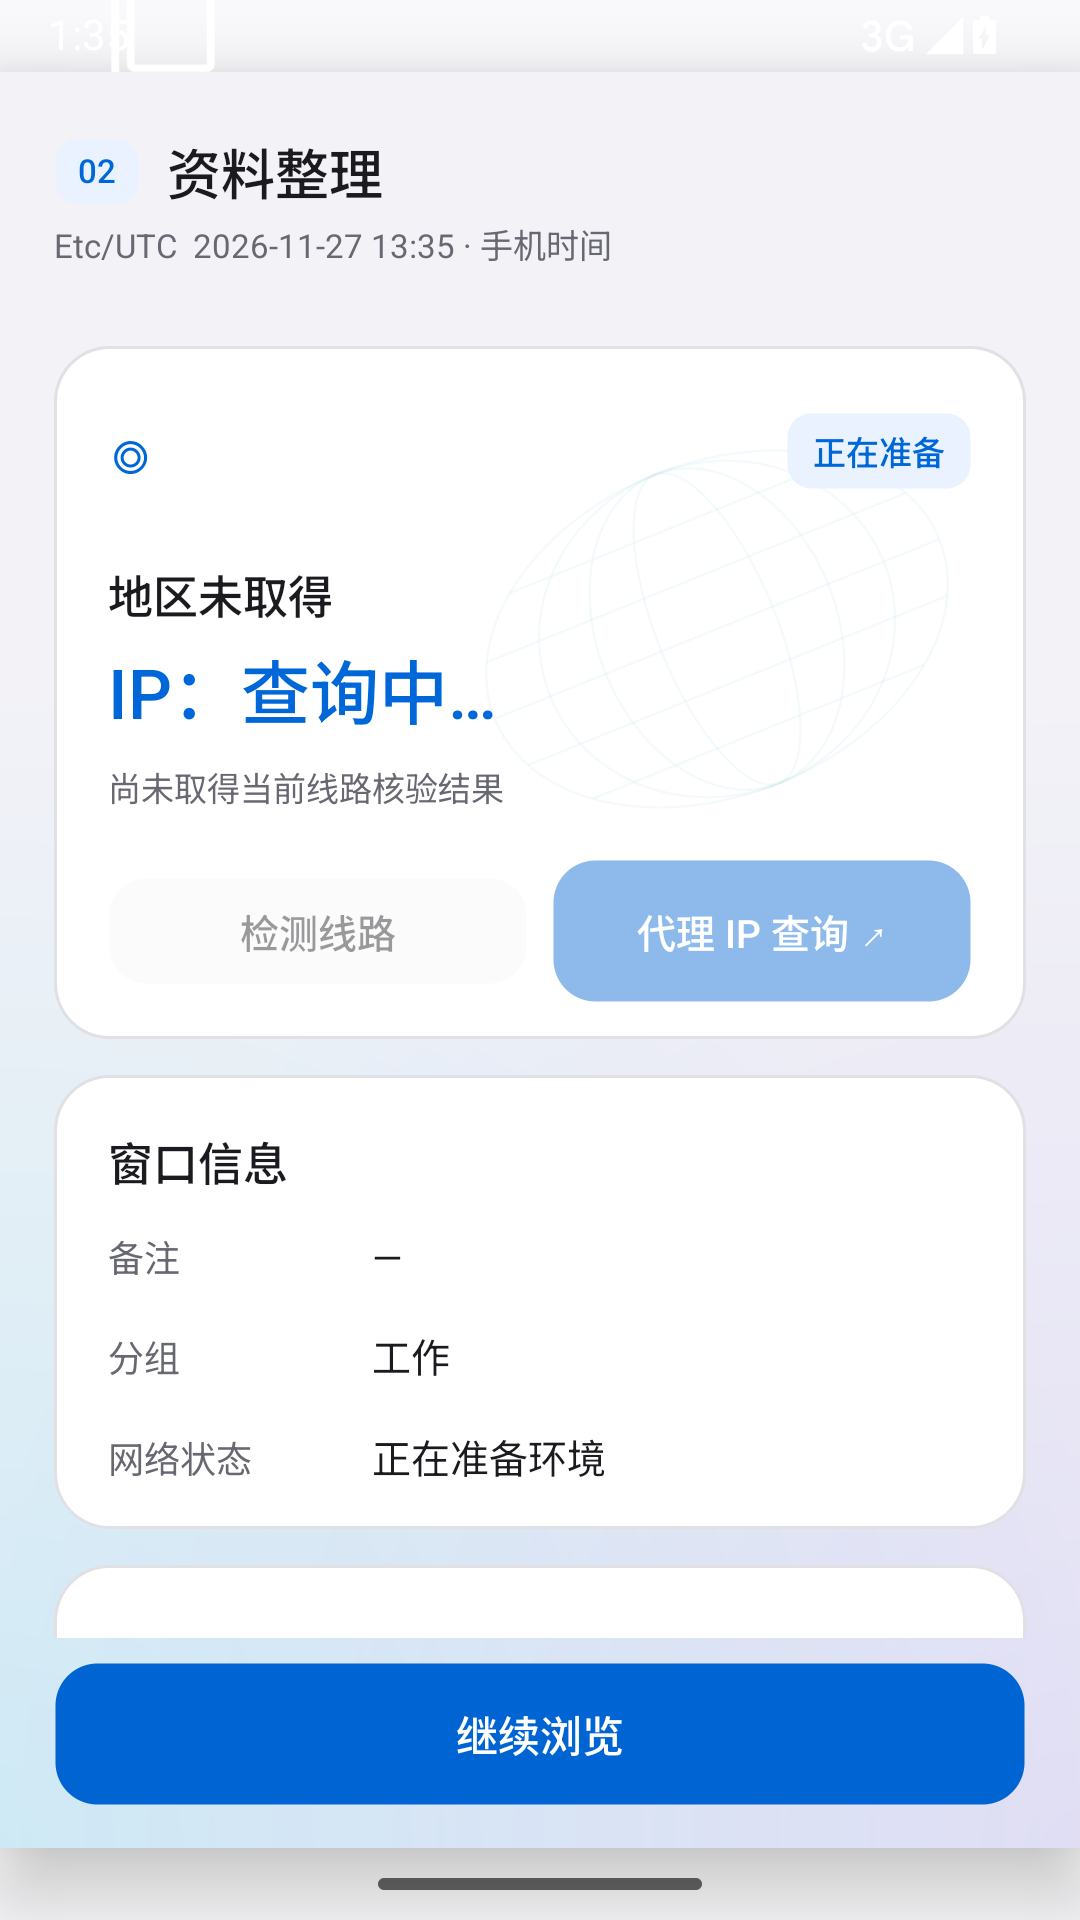 1:35
3G
02 资料整理
Etc/UTC 2026-11-27 13:35 · 手机时间
正在准备
地区未取得
IP：查询中...
尚未取得当前线路核验结果
检测线路
代理 IP 查询 ↗
窗口信息
备注 —
分组 工作
网络状态 正在准备环境
继续浏览